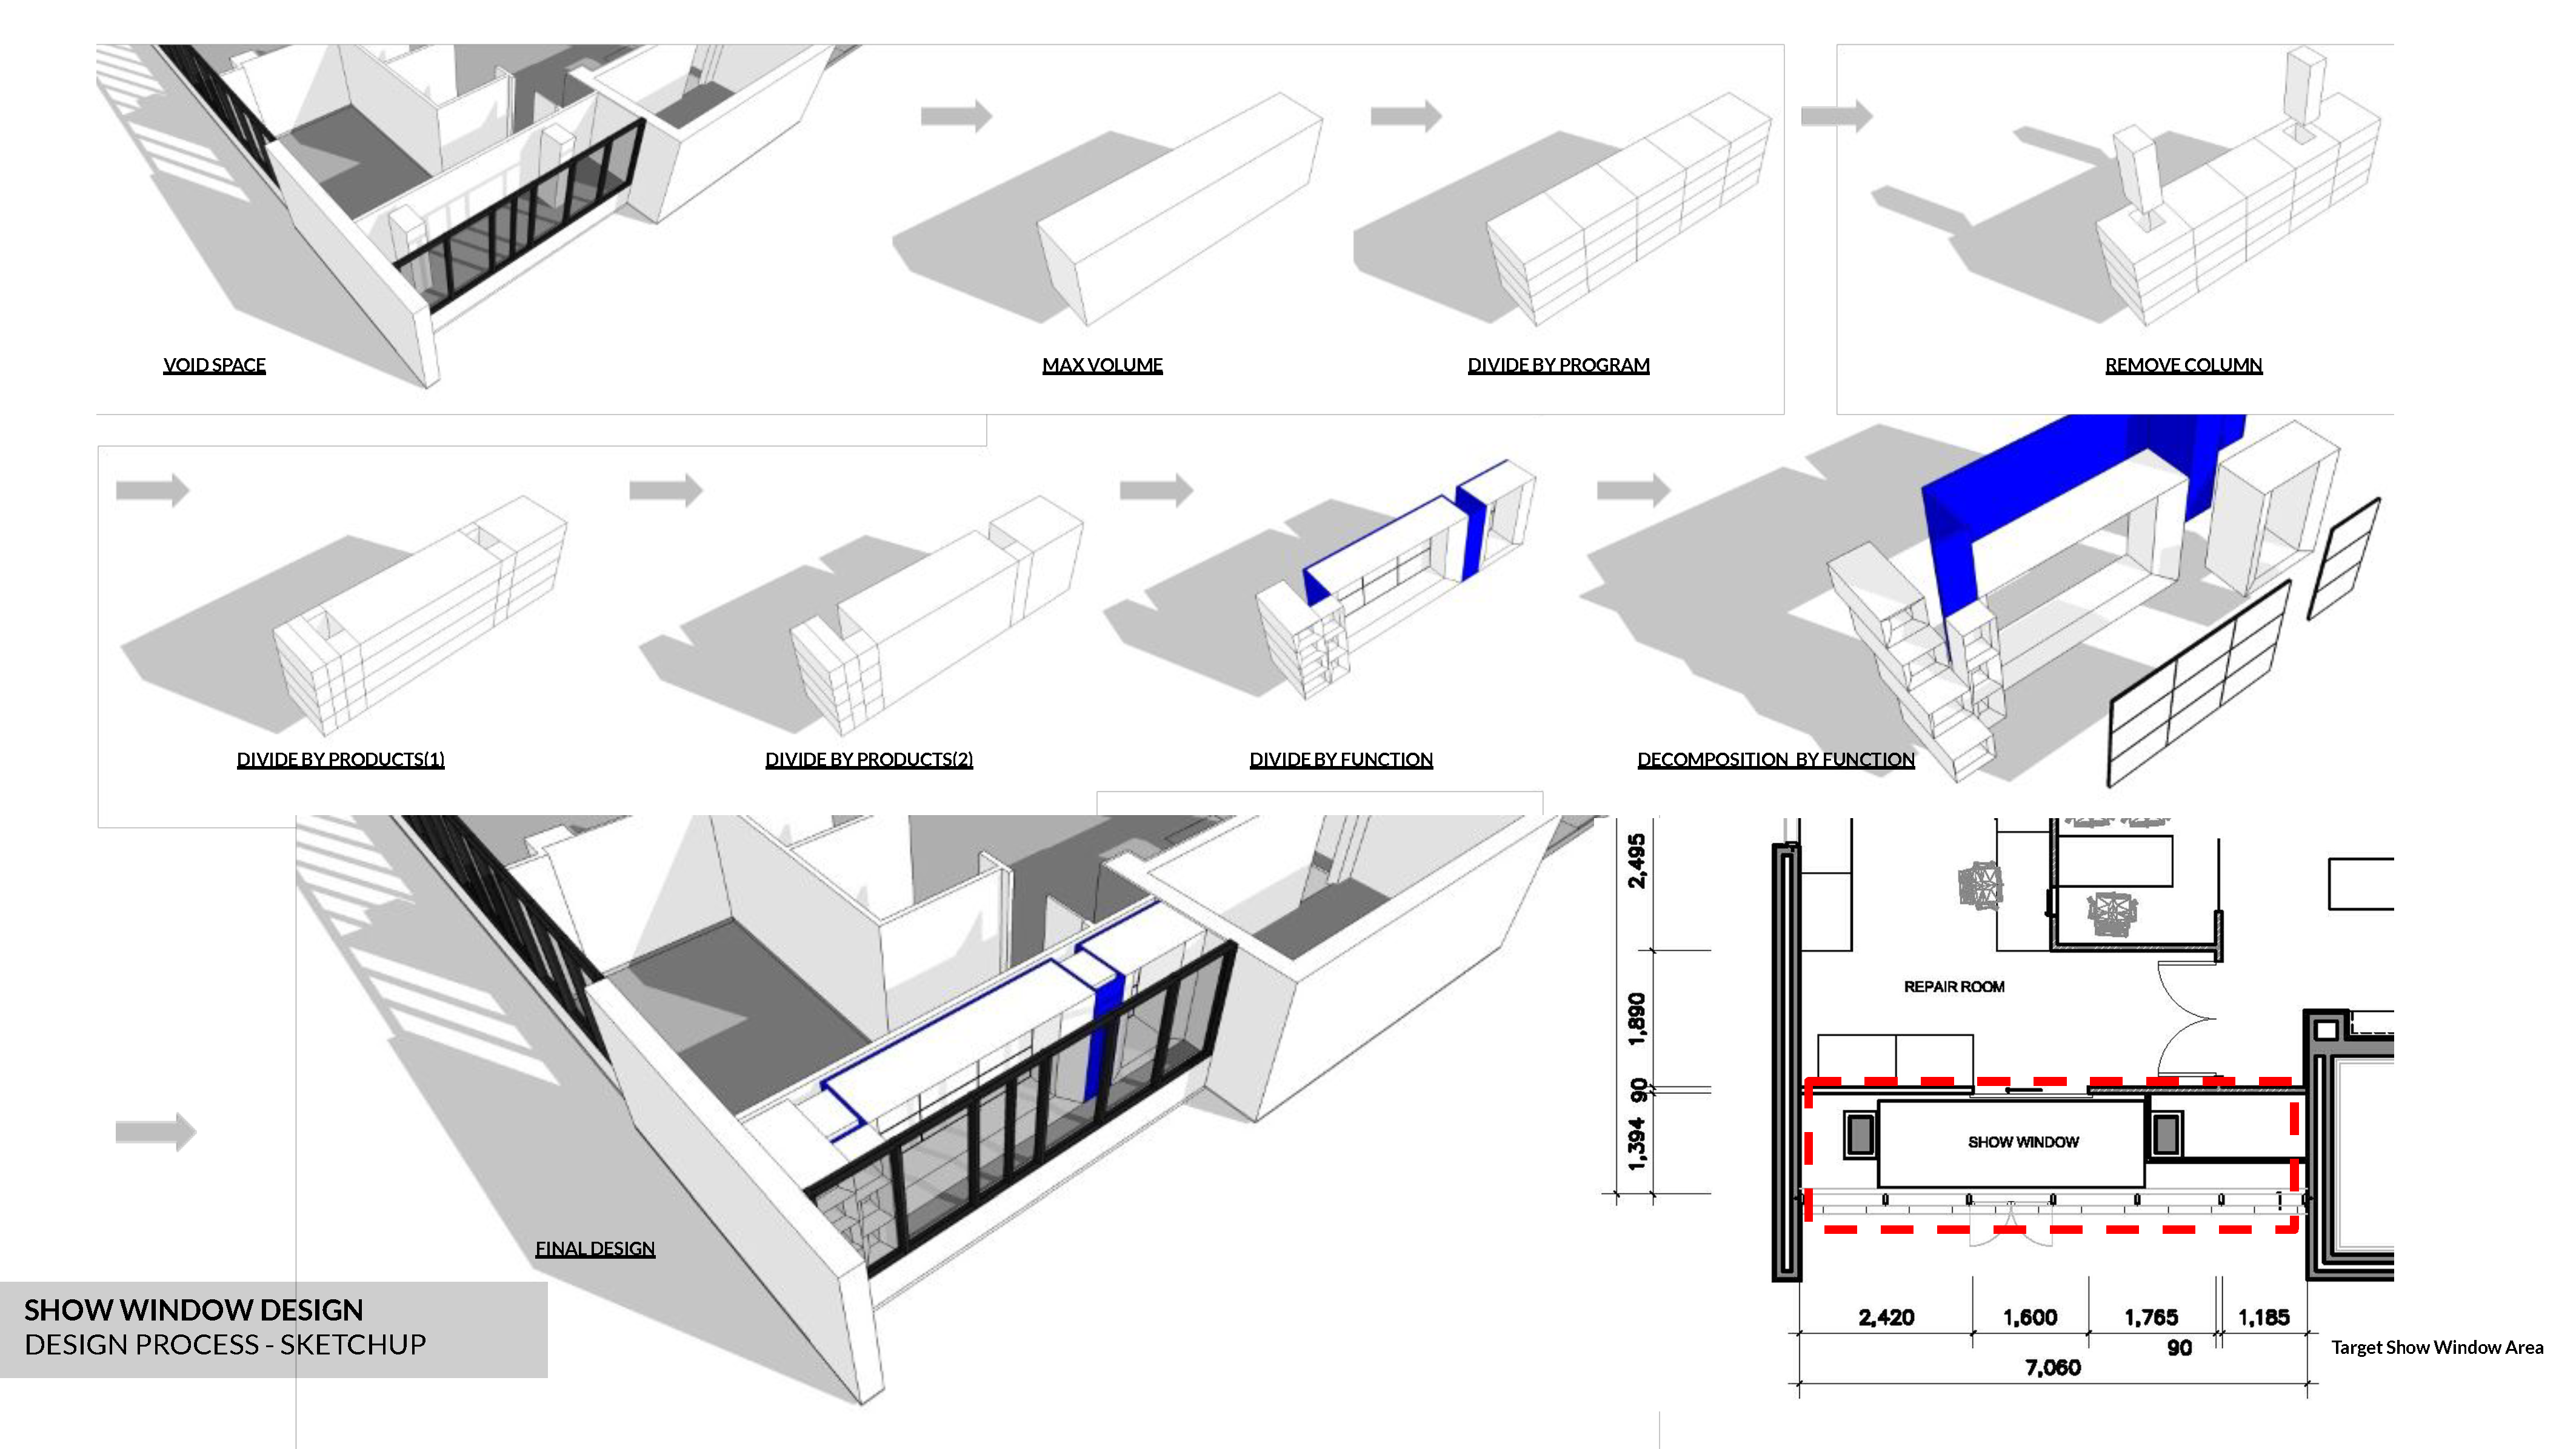 VOID SPACE
MAX VOLUME
DIVIDE BY PROGRAM
REMOVE COLUMN
DIVIDE BY PRODUCTS(1)
DIVIDE BY PRODUCTS(2)
DIVIDE BY FUNCTION
DECOMPOSITION BY FUNCTION
FINAL DESIGN
SHOW WINDOW DESIGN
DESIGN PROCESS - SKETCHUP
2,495
1,890
90
1,394
REPAIR ROOM
SHOW WINDOW
2,420
1,600
1,765
1,185
90
7,060
Target Show Window Area